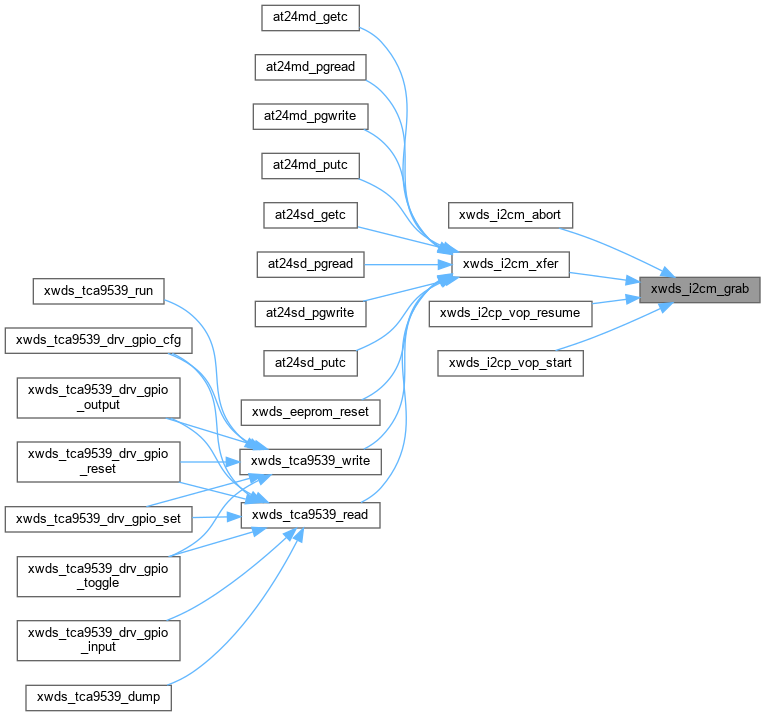 at24md_getc
at24md_pgread
at24md_pgwrite
at24md_putc
at24sd_getc
at24sd_pgread
at24sd_pgwrite
at24sd_putc
xwds_eeprom_reset
xwds_tca9539_write
xwds_tca9539_read
xwds_i2cm_abort
xwds_i2cm_xfer
xwds_i2cp_vop_resume
xwds_i2cp_vop_start
xwds_i2cm_grab
xwds_tca9539_run
xwds_tca9539_drv_gpio_cfg
xwds_tca9539_drv_gpio
_output
xwds_tca9539_drv_gpio
_reset
xwds_tca9539_drv_gpio_set
xwds_tca9539_drv_gpio
_toggle
xwds_tca9539_drv_gpio
_input
xwds_tca9539_dump